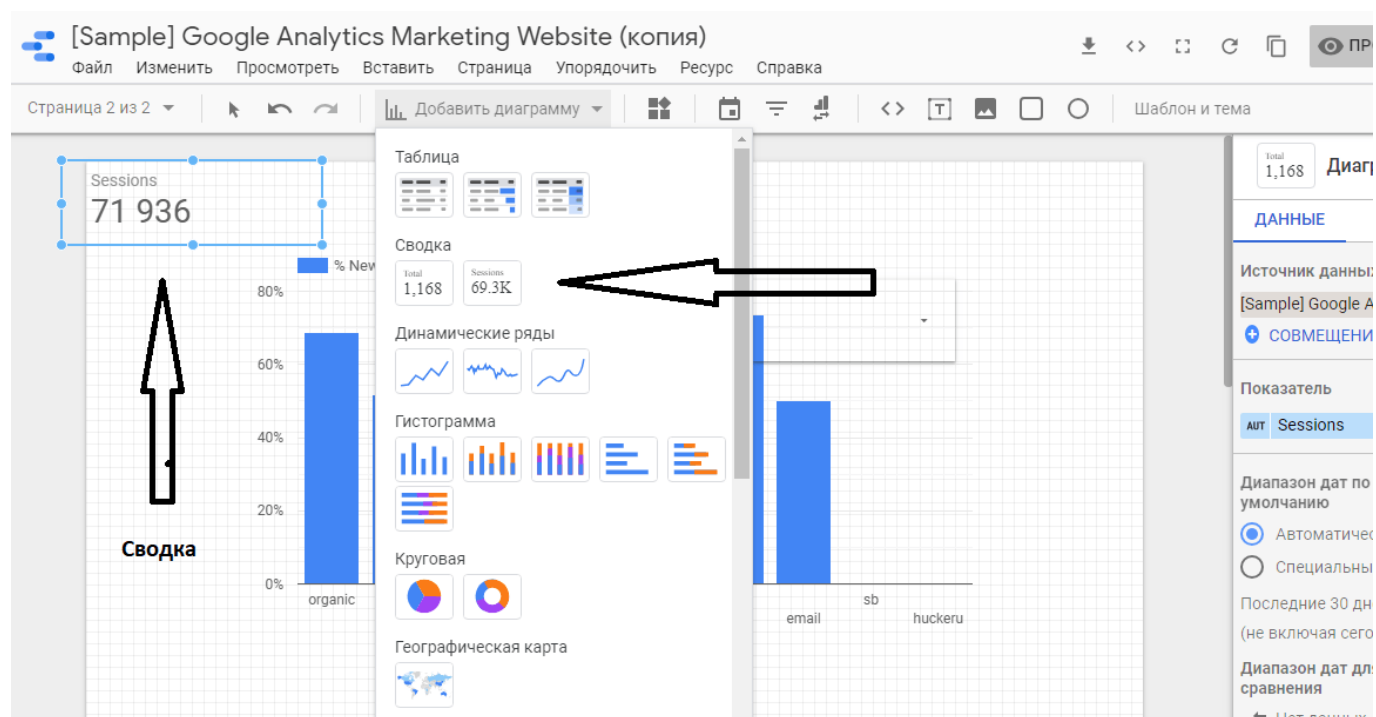 [Sample] Google Analytics Marketing Website (копия)
Файл Изменить Просмотреть Вставить Страница Упорядочить Ресурс Справка
Страница 2 из 2 Добавить диаграмму Шаблон и тема
Sessions
71 936
% New
80%
60%
40%
20%
0%
organic
email
sb
huckeru
Сводка
Таблица
Сводка
Total
1,168
Sessions
69.3K
Динамические ряды
Гистограмма
Круговая
Географическая карта
Total
1,168
ДАННЫЕ
Источник данных
[Sample] Google A
СОВМЕЩЕНИ
Показатель
AUT Sessions
Диапазон дат по
умолчанию
Автоматичес
Специальны
Последние 30 дн
(не включая сего
Диапазон дат для
сравнения